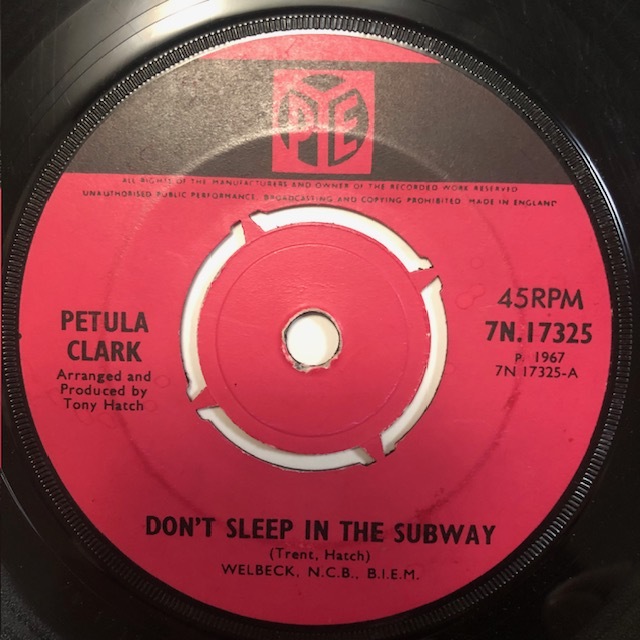 PYE
ALL RIGHTS OF THE MANUFACTURERS AND OWNER OF THE RECORDED WORK RESERVED
UNAUTHORISED PUBLIC PERFORMANCE, BROADCASTING AND COPYING PROHIBITED MADE IN ENGLAND
PETULA
CLARK
Arranged and
Produced by
Tony Hatch
45RPM
7N.17325
P. 1967
7N 17325-A
DON'T SLEEP IN THE SUBWAY
(Trent, Hatch)
WELBECK, N.C.B., B.I.E.M.